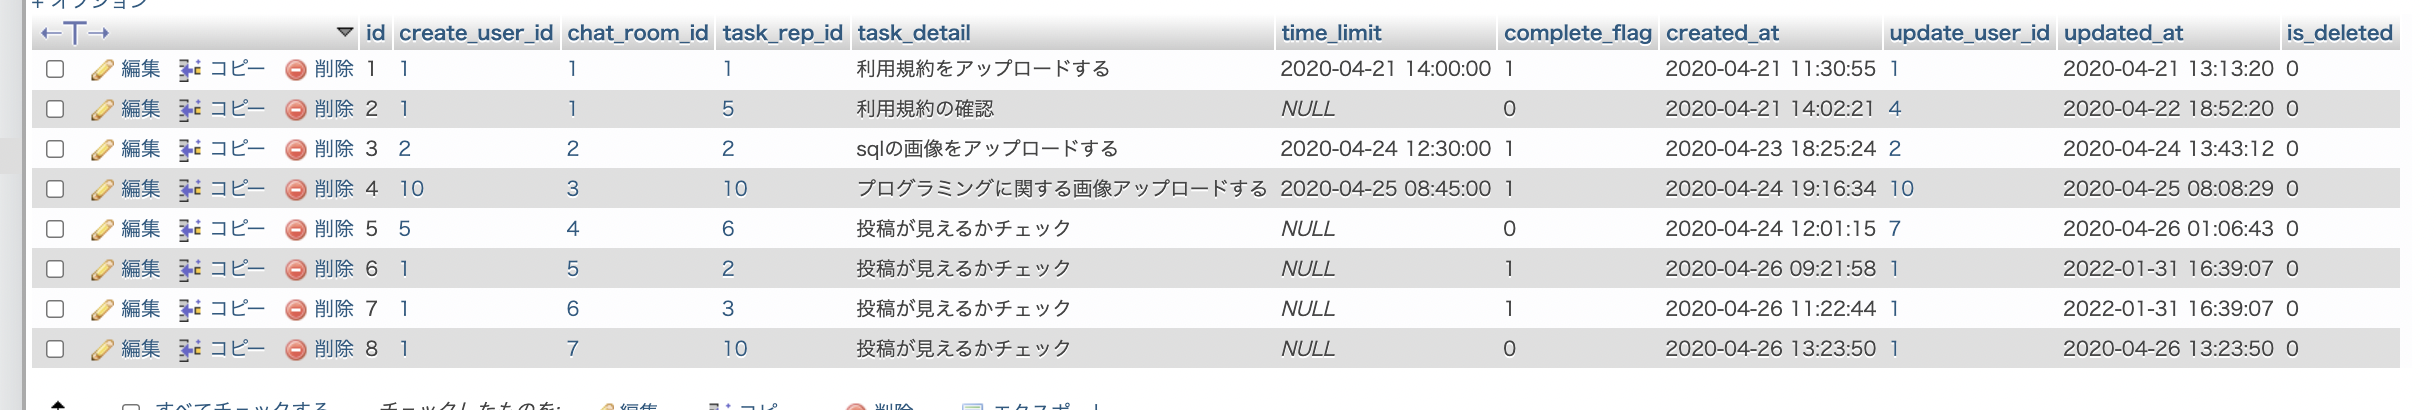 + オプション
←T→ ▼ id create_user_id chat_room_id task_rep_id task_detail time_limit complete_flag created_at update_user_id updated_at is_deleted
編集 コピー 削除 1 1 1 1 利用規約をアップロードする 2020-04-21 14:00:00 1 2020-04-21 11:30:55 1 2020-04-21 13:13:20 0
編集 コピー 削除 2 1 1 5 利用規約の確認 NULL 0 2020-04-21 14:02:21 4 2020-04-22 18:52:20 0
編集 コピー 削除 3 2 2 2 sqlの画像をアップロードする 2020-04-24 12:30:00 1 2020-04-23 18:25:24 2 2020-04-24 13:43:12 0
編集 コピー 削除 4 10 3 10 プログラミングに関する画像アップロードする 2020-04-25 08:45:00 1 2020-04-24 19:16:34 10 2020-04-25 08:08:29 0
編集 コピー 削除 5 5 4 6 投稿が見えるかチェック NULL 0 2020-04-24 12:01:15 7 2020-04-26 01:06:43 0
編集 コピー 削除 6 1 5 2 投稿が見えるかチェック NULL 1 2020-04-26 09:21:58 1 2022-01-31 16:39:07 0
編集 コピー 削除 7 1 6 3 投稿が見えるかチェック NULL 1 2020-04-26 11:22:44 1 2022-01-31 16:39:07 0
編集 コピー 削除 8 1 7 10 投稿が見えるかチェック NULL 0 2020-04-26 13:23:50 1 2020-04-26 13:23:50 0
すべてチェックする チェックしたものを: 編集 コピー 削除 エクスポート